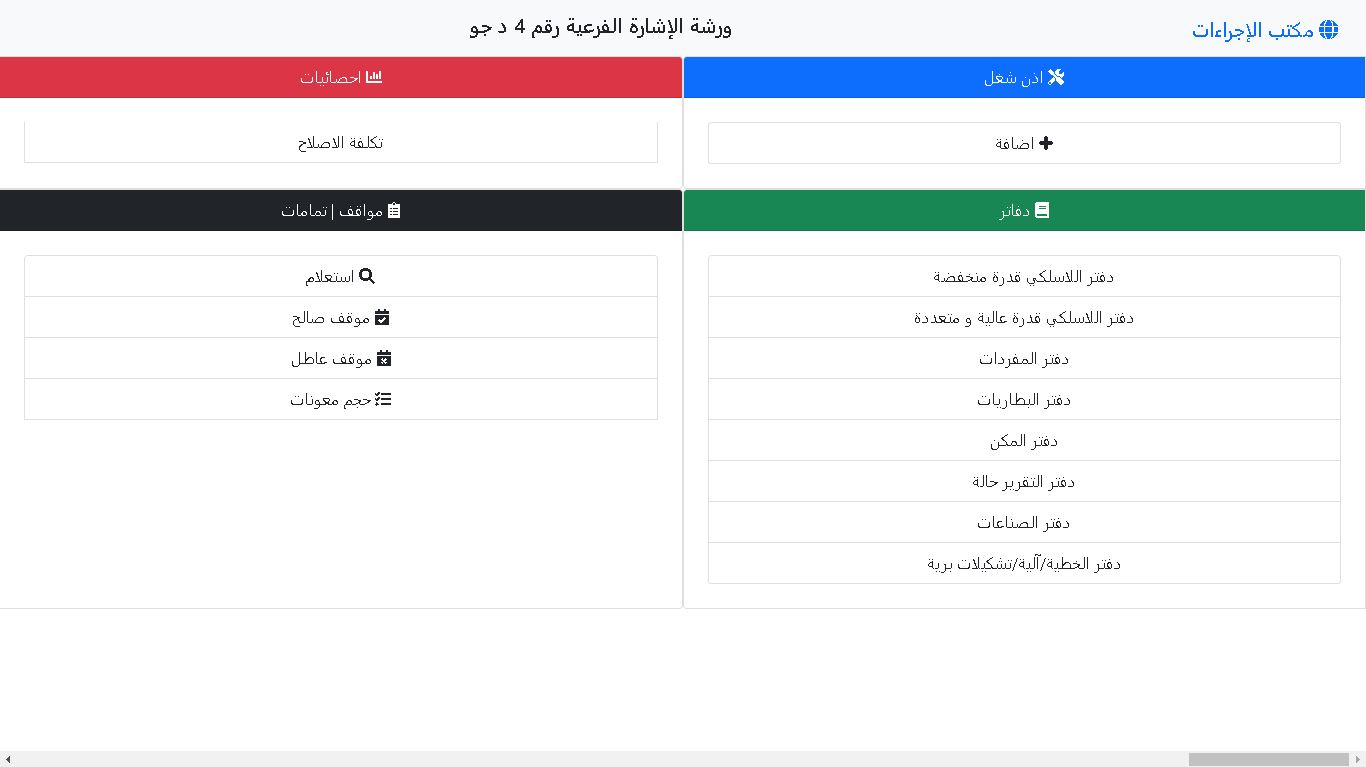 مكتب الإجراءات
ورشة الإشارة الفرعية رقم 4 د جو
اذن شغل
اضافة
احصائيات
تكلفة الاصلاح
دفاتر
دفتر اللاسلكي قدرة منخفضة
دفتر اللاسلكي قدرة عالية و متعددة
دفتر المفردات
دفتر البطاريات
دفتر المكن
دفتر التقرير حالة
دفتر الصناعات
دفتر الخطية/آلية/تشكيلات برية
مواقف | تمامات
استعلام
موقف صالح
موقف عاطل
حجم معونات